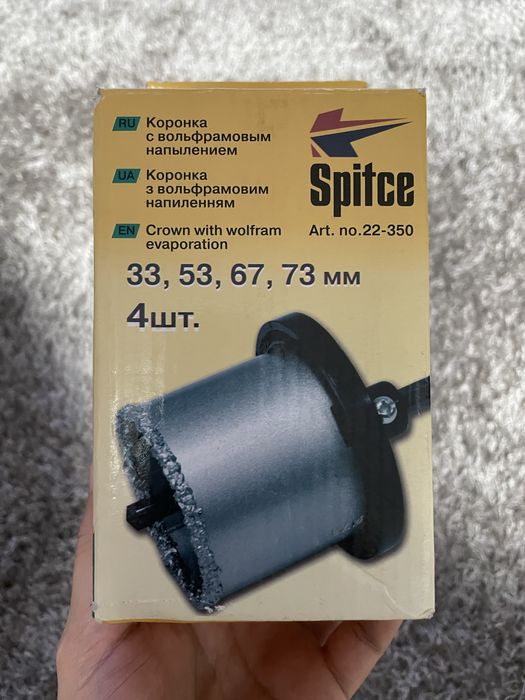 RU Коронка
с вольфрамовым
напылением
UA Коронка
з вольфрамовим
напиленням
EN Crown with wolfram
evaporation
Spitce
Art. no.22-350
33, 53, 67, 73 мм
4шт.